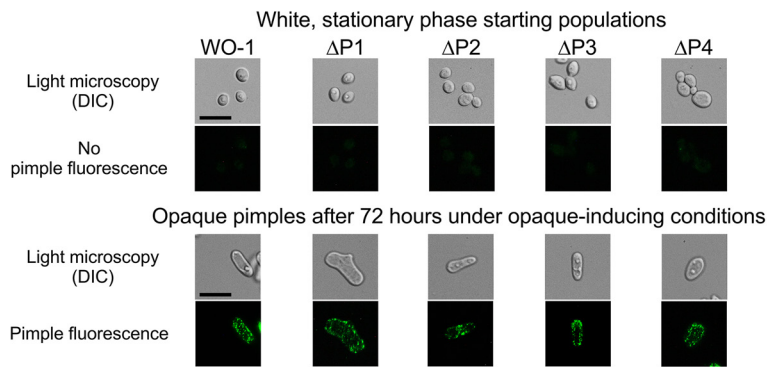 White, stationary phase starting populations
WO-1 ΔP1 ΔP2 ΔP3 ΔP4
Light microscopy
(DIC)
No
pimple fluorescence
Opaque pimples after 72 hours under opaque-inducing conditions
Light microscopy
(DIC)
Pimple fluorescence